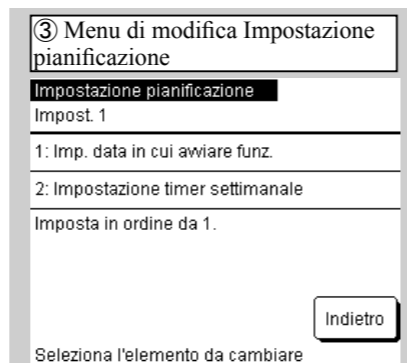 ③ Menu di modifica Impostazione
pianificazione
Impostazione pianificazione
Impost. 1
1: Imp. data in cui avviare funz.
2: Impostazione timer settimanale
Imposta in ordine da 1.
Indietro
Seleziona l'elemento da cambiare